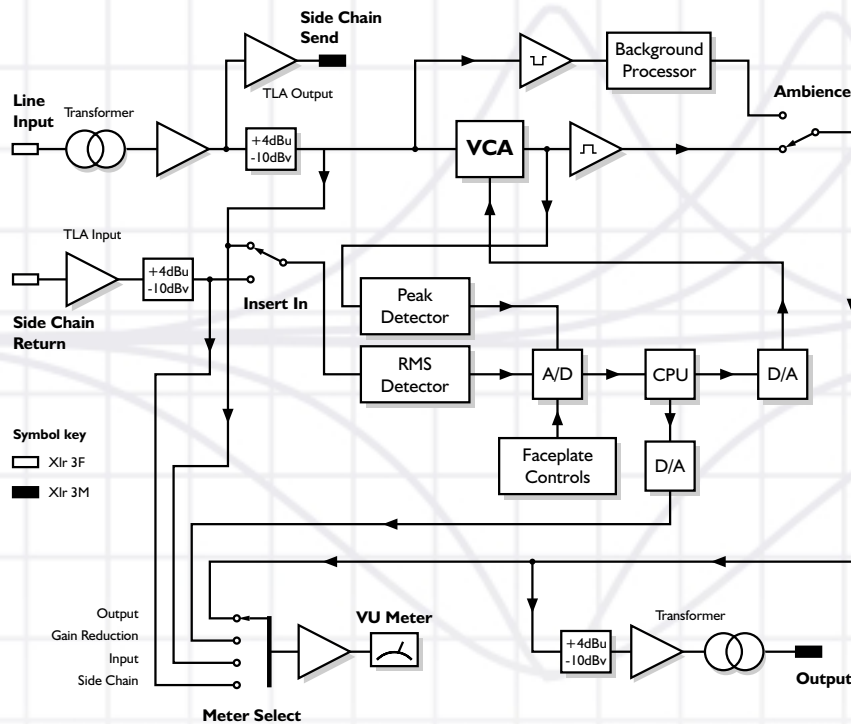 Side Chain
Send
TLA Output
Background
Processor
Ambience
Line
Input
Transformer
+4dBu
-10dBv
VCA
TLA Input
+4dBu
-10dBv
Side Chain
Return
Insert In
Peak
Detector
RMS
Detector
A/D
CPU
D/A
Faceplate
Controls
D/A
Symbol key
Xlr 3F
Xlr 3M
Output
Gain Reduction
Input
Side Chain
Meter Select
VU Meter
+4dBu
-10dBv
Transformer
Output